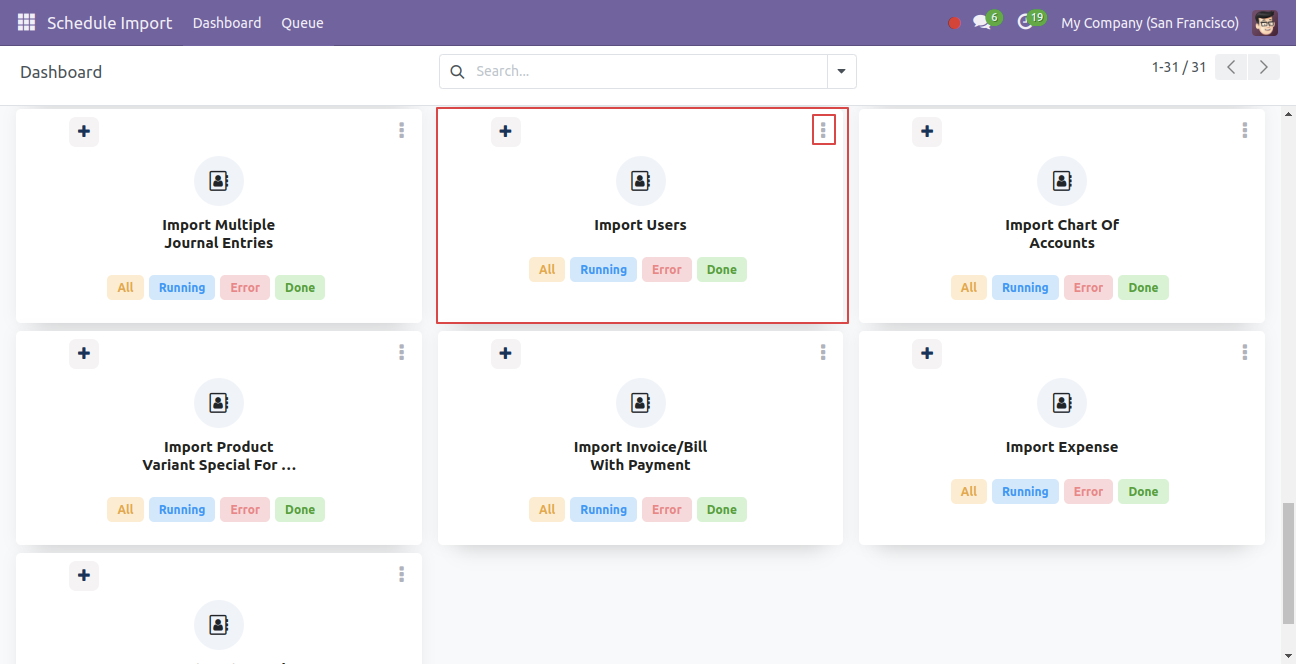 Schedule Import
Dashboard
Queue
6
19
My Company (San Francisco)
Dashboard
Search...
1-31 / 31
Import Multiple
Journal Entries
All
Running
Error
Done
Import Users
All
Running
Error
Done
Import Chart Of
Accounts
All
Running
Error
Done
Import Product
Variant Special For ...
All
Running
Error
Done
Import Invoice/Bill
With Payment
All
Running
Error
Done
Import Expense
All
Running
Error
Done